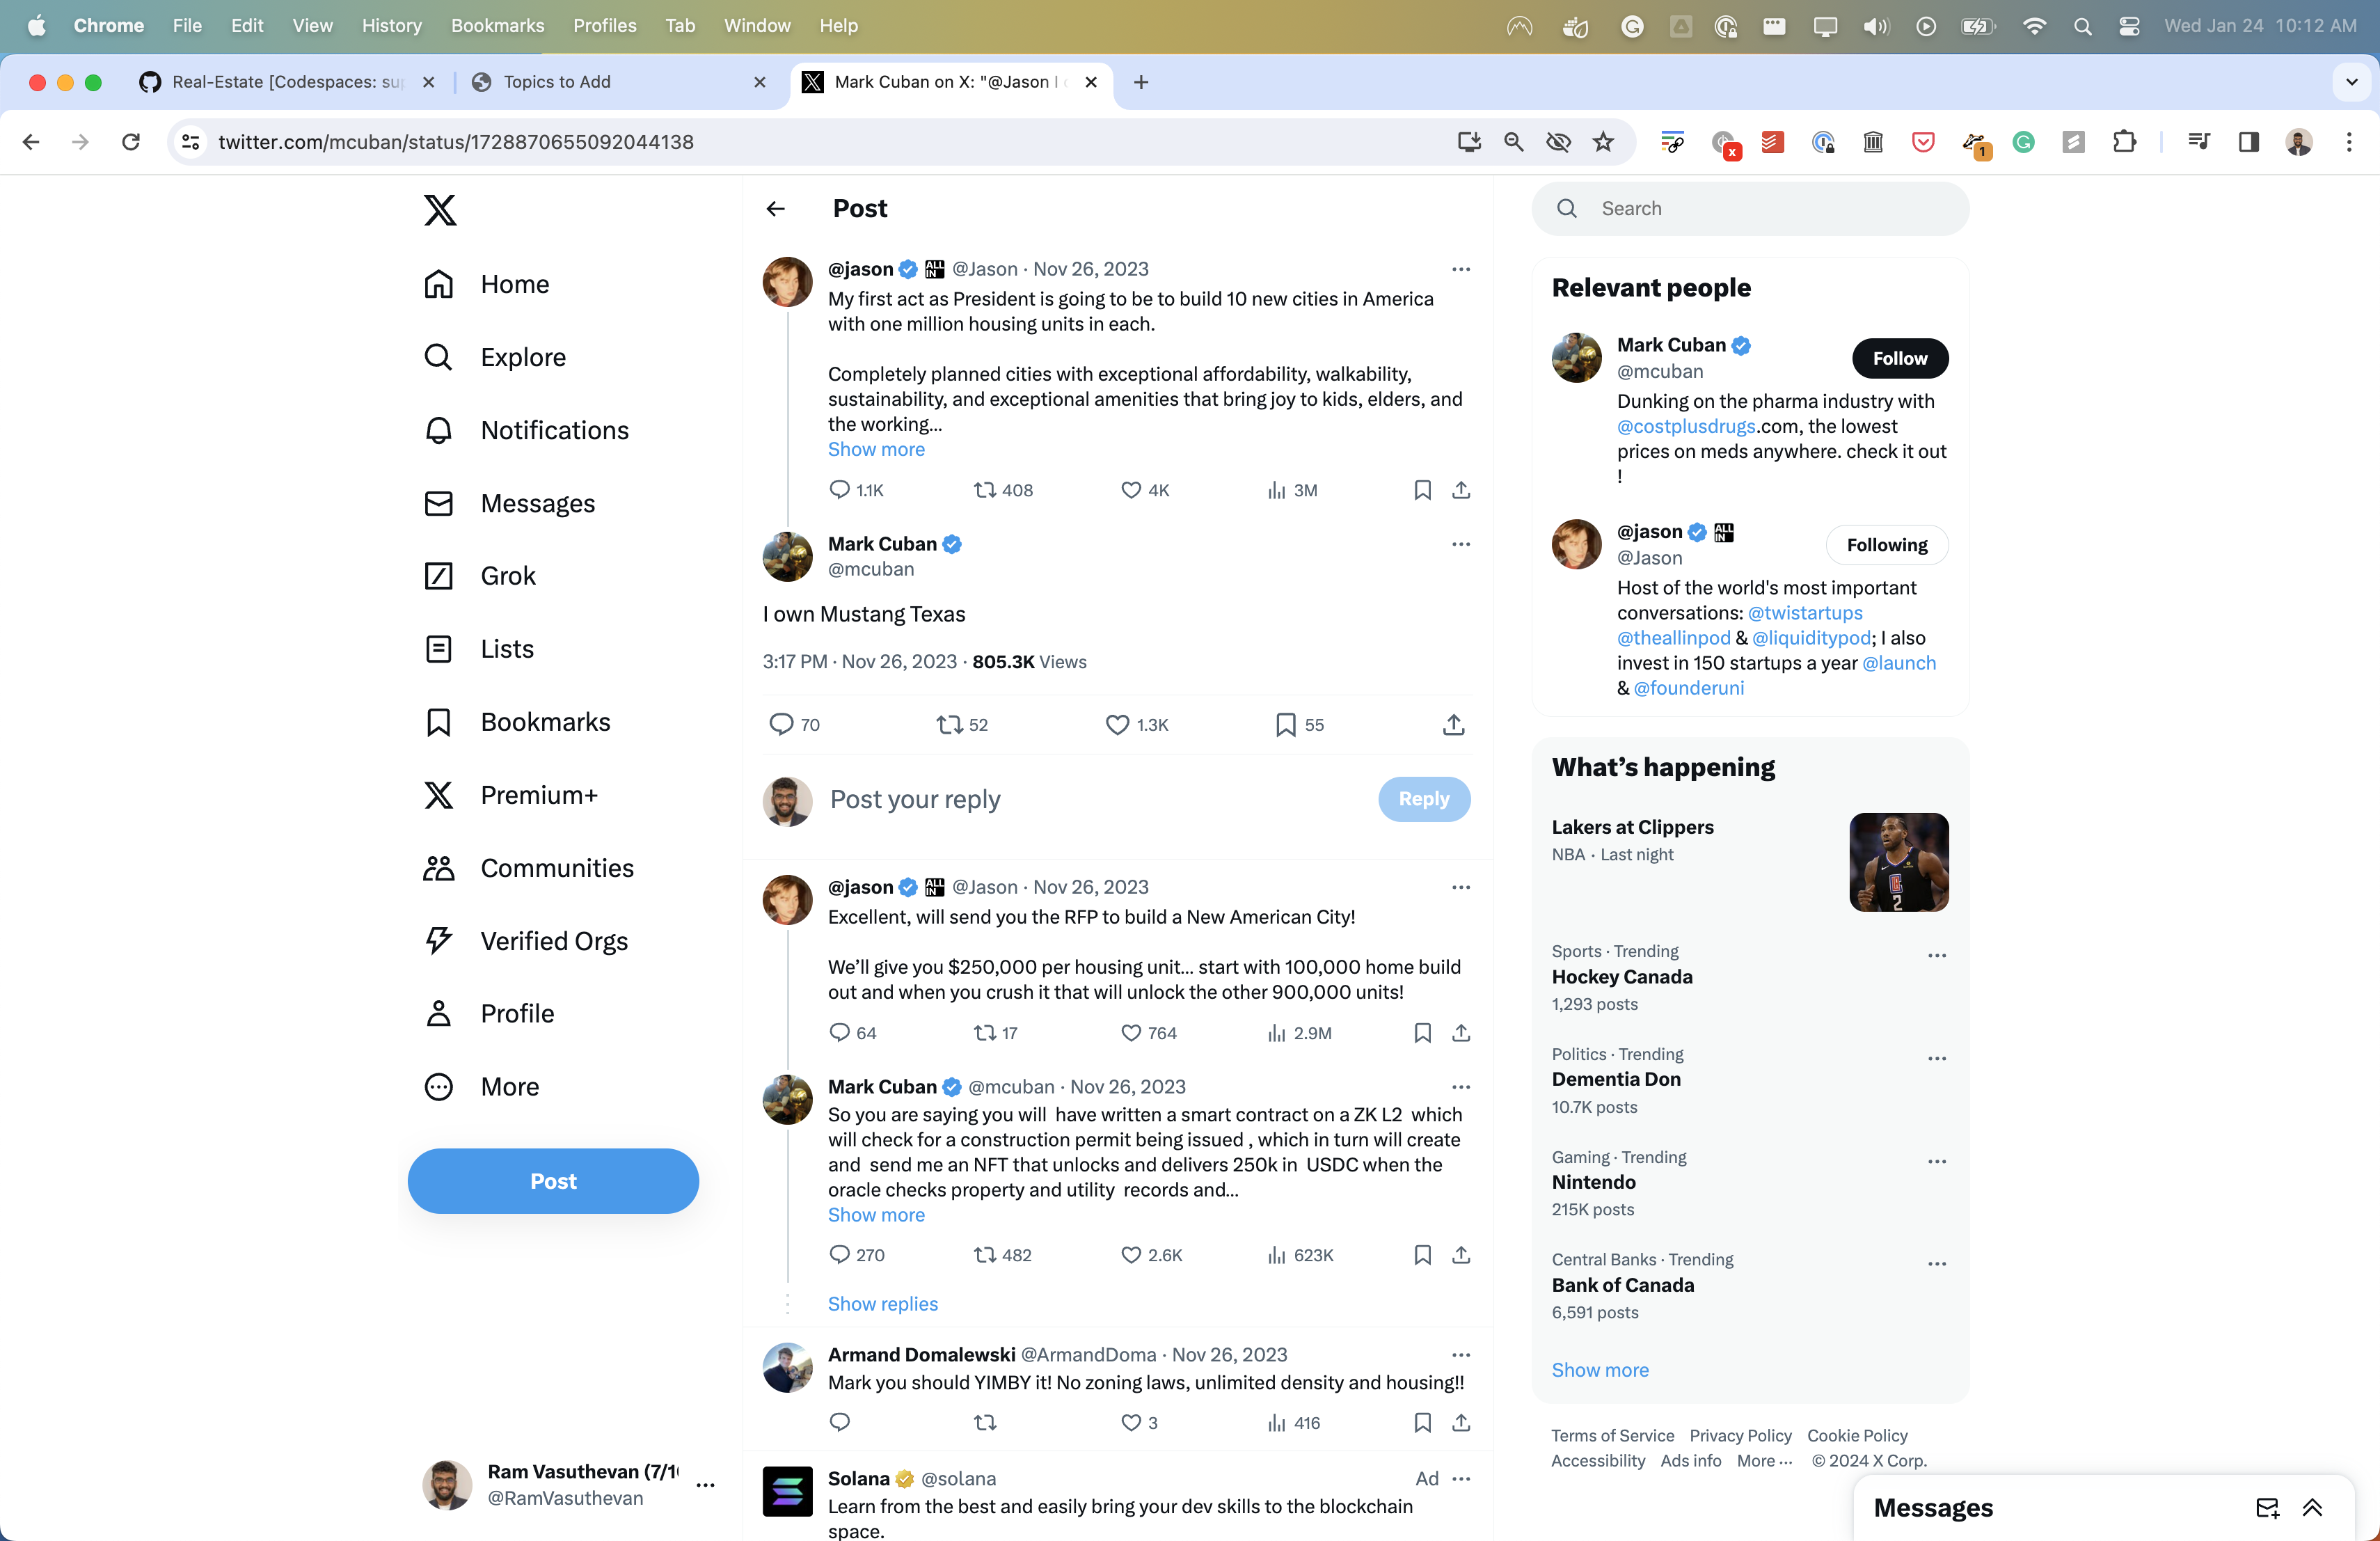 Chrome File Edit View History Bookmarks Profiles Tab Window Help Wed Jan 24 10:12 AM
Real-Estate [Codespaces: sup Topics to Add Mark Cuban on X: "@Jason I
twitter.com/mcuban/status/1728870655092044138
x
1
Home
Explore
Notifications
Messages
Grok
Lists
Bookmarks
Premium+
Communities
Verified Orgs
Profile
More
Post
Ram Vasuthevan (7/1
@RamVasuthevan
Post
@jason ALL IN @Jason · Nov 26, 2023
My first act as President is going to be to build 10 new cities in America
with one million housing units in each.
Completely planned cities with exceptional affordability, walkability,
sustainability, and exceptional amenities that bring joy to kids, elders, and
the working...
Show more
1.1K 408 4K 3M
Mark Cuban
@mcuban
I own Mustang Texas
3:17 PM · Nov 26, 2023 · 805.3K Views
70 52 1.3K 55
Post your reply Reply
@jason ALL IN @Jason · Nov 26, 2023
Excellent, will send you the RFP to build a New American City!
We’ll give you $250,000 per housing unit... start with 100,000 home build
out and when you crush it that will unlock the other 900,000 units!
64 17 764 2.9M
Mark Cuban @mcuban · Nov 26, 2023
So you are saying you will have written a smart contract on a ZK L2 which
will check for a construction permit being issued , which in turn will create
and send me an NFT that unlocks and delivers 250k in USDC when the
oracle checks property and utility records and...
Show more
270 482 2.6K 623K
Show replies
Armand Domalewski @ArmandDoma · Nov 26, 2023
Mark you should YIMBY it! No zoning laws, unlimited density and housing!!
3 416
Solana @solana Ad
Learn from the best and easily bring your dev skills to the blockchain
space.
Search
Relevant people
Mark Cuban
@mcuban
Follow
Dunking on the pharma industry with
@costplusdrugs.com, the lowest
prices on meds anywhere. check it out
!
@jason ALL IN
@Jason
Following
Host of the world's most important
conversations: @twistartups
@theallinpod & @liquiditypod; I also
invest in 150 startups a year @launch
& @founderuni
What’s happening
Lakers at Clippers
NBA · Last night
2
Sports · Trending
Hockey Canada
1,293 posts
Politics · Trending
Dementia Don
10.7K posts
Gaming · Trending
Nintendo
215K posts
Central Banks · Trending
Bank of Canada
6,591 posts
Show more
Terms of Service Privacy Policy Cookie Policy
Accessibility Ads info More ··· © 2024 X Corp.
Messages